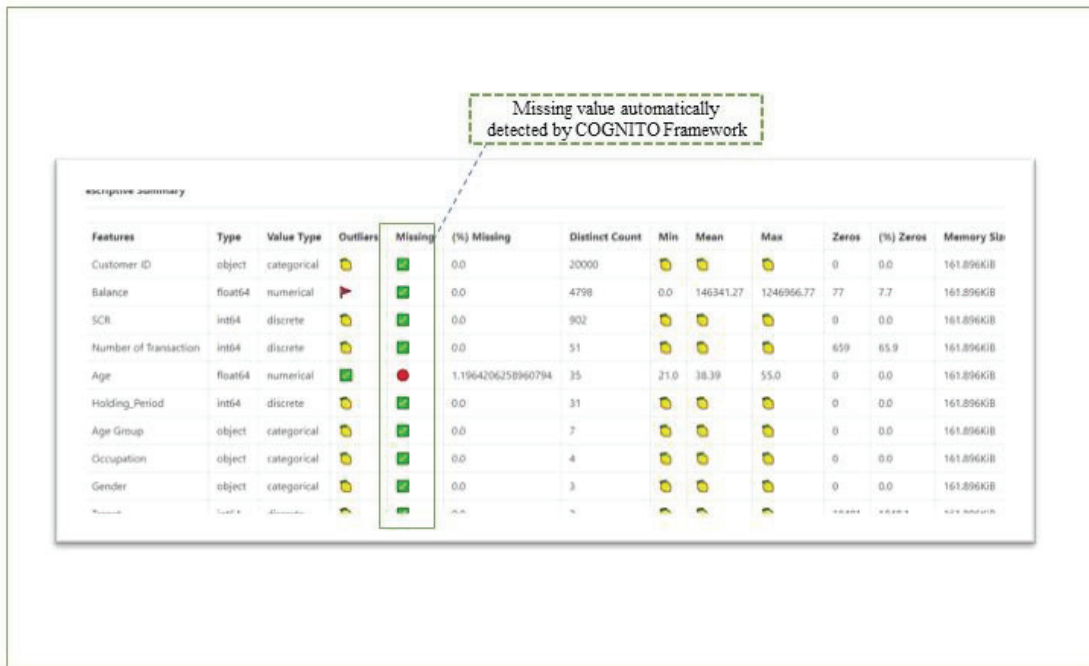 Missing value automatically
detected by COGNITO Framework
escriptive Summary
Features Type Value Type Outliers Missing (%) Missing Distinct Count Min Mean Max Zeros (%) Zeros Memory Siz
Customer ID object categorical 0.0 20000 0 0.0 161.896KiB
Balance float64 numerical 0.0 4798 0.0 146341.27 1246966.77 77 7.7 161.896KiB
SCR int64 discrete 0.0 902 0 0.0 161.896KiB
Number of Transaction int64 discrete 0.0 51 659 65.9 161.896KiB
Age float64 numerical 1.1964206258960794 35 21.0 38.39 55.0 0 0.0 161.896KiB
Holding_Period int64 discrete 0.0 31 0 0.0 161.896KiB
Age Group object categorical 0.0 7 0 0.0 161.896KiB
Occupation object categorical 0.0 4 0 0.0 161.896KiB
Gender object categorical 0.0 3 0 0.0 161.896KiB